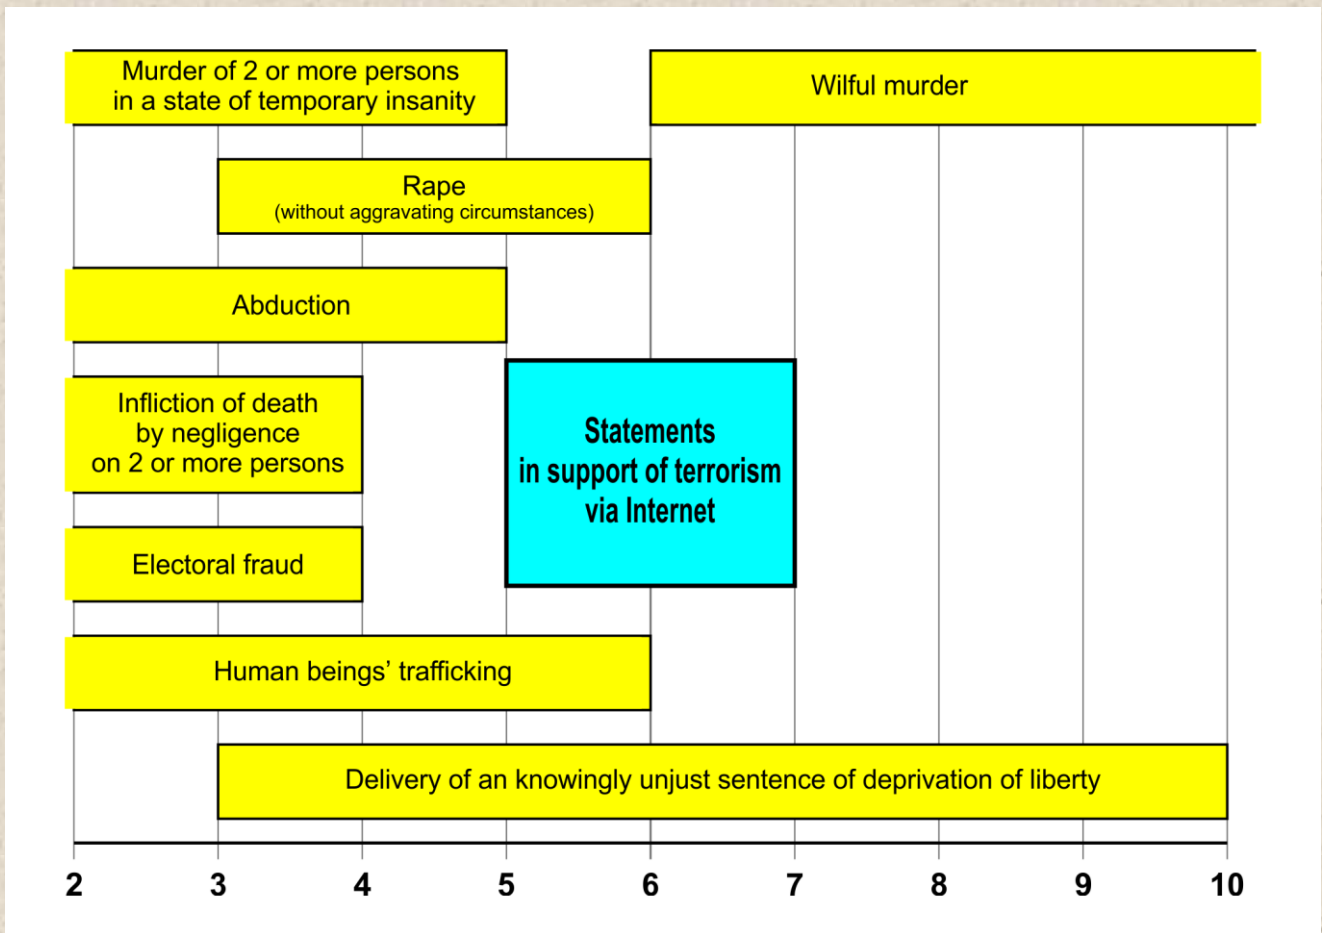 Murder of 2 or more persons
in a state of temporary insanity
Wilful murder
Rape
(without aggravating circumstances)
Abduction
Infliction of death
by negligence
on 2 or more persons
Statements
in support of terrorism
via Internet
Electoral fraud
Human beings’ trafficking
Delivery of an knowingly unjust sentence of deprivation of liberty
2 3 4 5 6 7 8 9 10